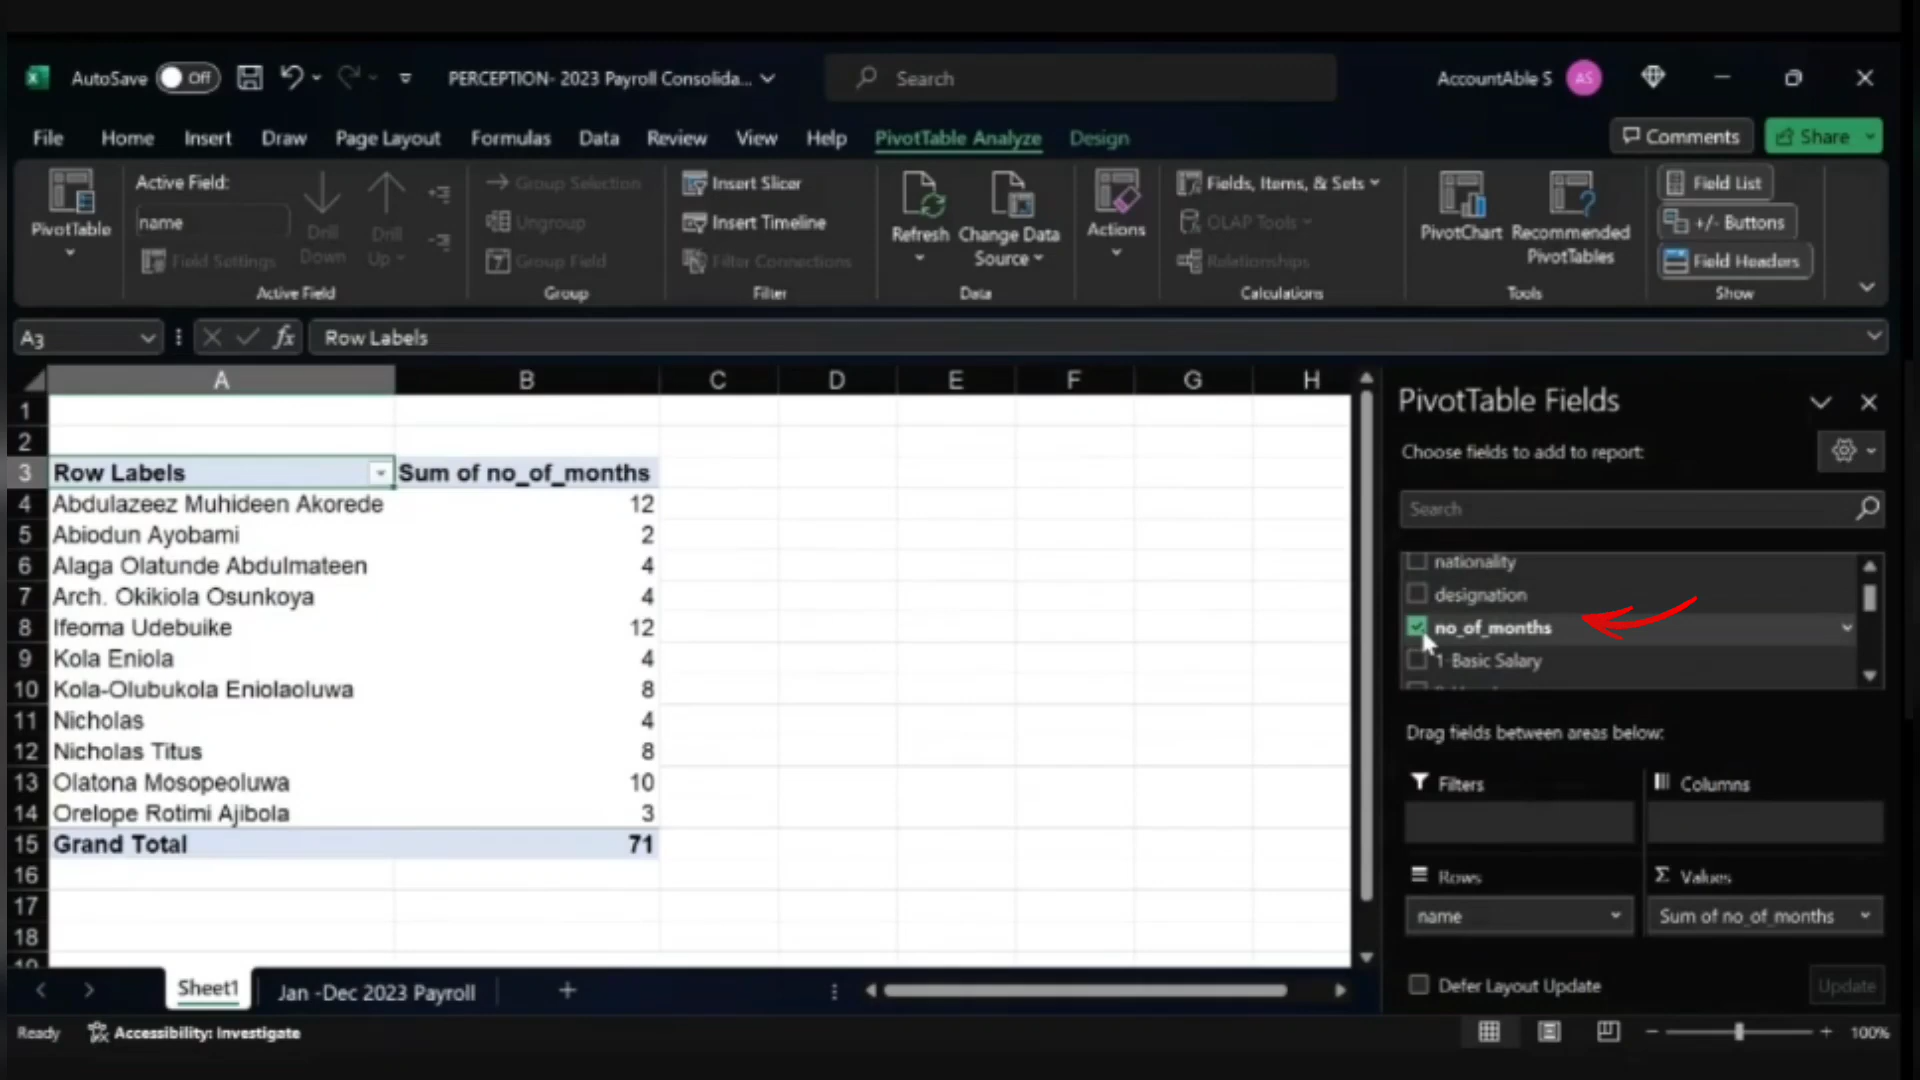 AutoSave Off PERCEPTION- 2023 Payroll Consolida... Search AccountAble S AS
File Home Insert Draw Page Layout Formulas Data Review View Help PivotTable Analyze Design Comments Share
PivotTable
Active Field:
name
Field Settings
Drill Down
Drill Up
Active Field
Group Selection
Ungroup
Group Field
Group
Insert Slicer
Insert Timeline
Filter Connections
Filter
Refresh
Change Data Source
Data
Actions
Fields, Items, & Sets
OLAP Tools
Relationships
Calculations
PivotChart
Recommended PivotTables
Tools
Field List
+/- Buttons
Field Headers
Show
A3 fx Row Labels
A B C D E F G H
1
2
3 Row Labels Sum of no_of_months
4 Abdulazeez Muhideen Akorede 12
5 Abiodun Ayobami 2
6 Alaga Olatunde Abdulmateen 4
7 Arch. Okikiola Osunkoya 4
8 Ifeoma Udebuike 12
9 Kola Eniola 4
10 Kola-Olubukola Eniolaoluwa 8
11 Nicholas 4
12 Nicholas Titus 8
13 Olatona Mosopeoluwa 10
14 Orelope Rotimi Ajibola 3
15 Grand Total 71
16
17
18
19
PivotTable Fields
Choose fields to add to report:
Search
nationality
designation
no_of_months
1-Basic Salary
Drag fields between areas below:
Filters Columns
Rows Σ Values
name Sum of no_of_months
Defer Layout Update Update
Sheet1 Jan -Dec 2023 Payroll
Ready Accessibility: Investigate 100%